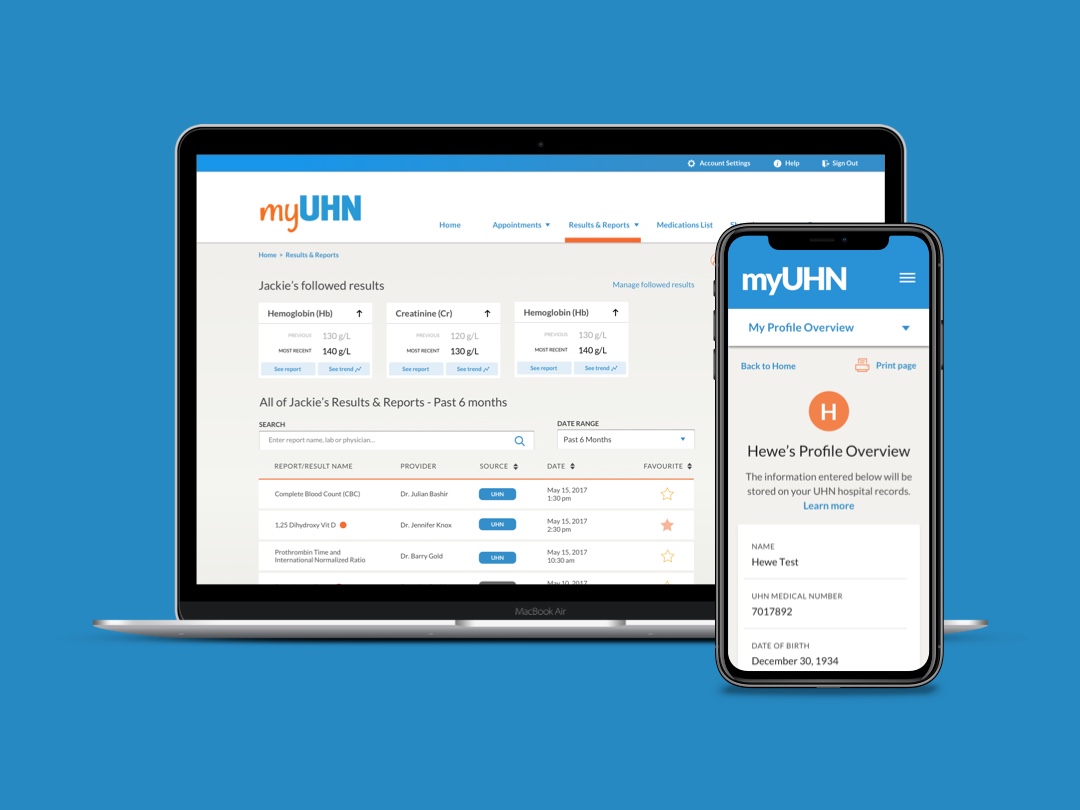 Account Settings
Help
Sign Out
myUHN
Home
Appointments
Results & Reports
Medications List
Home > Results & Reports
Jackie's followed results
Manage followed results
Hemoglobin (Hb)
PREVIOUS 130 g/L
MOST RECENT 140 g/L
See report
See trend
Creatinine (Cr)
PREVIOUS 120 g/L
MOST RECENT 130 g/L
See report
See trend
Hemoglobin (Hb)
PREVIOUS 130 g/L
MOST RECENT 140 g/L
See report
See trend
All of Jackie's Results & Reports - Past 6 months
SEARCH
Enter report name, lab or physician...
DATE RANGE
Past 6 Months
REPORT/RESULT NAME PROVIDER SOURCE DATE FAVOURITE
Complete Blood Count (CBC)
Dr. Julian Bashir
UHN
May 15, 2017
1:30 pm
1,25 Dihydroxy Vit D
Dr. Jennifer Knox
UHN
May 15, 2017
2:30 pm
Prothrombin Time and
International Normalized Ratio
Dr. Barry Gold
UHN
May 15, 2017
10:30 am
May 10, 2017
MacBook Air
myUHN
My Profile Overview
Back to Home
Print page
H
Hewe's Profile Overview
The information entered below will be
stored on your UHN hospital records.
Learn more
NAME
Hewe Test
UHN MEDICAL NUMBER
7017892
DATE OF BIRTH
December 30, 1934